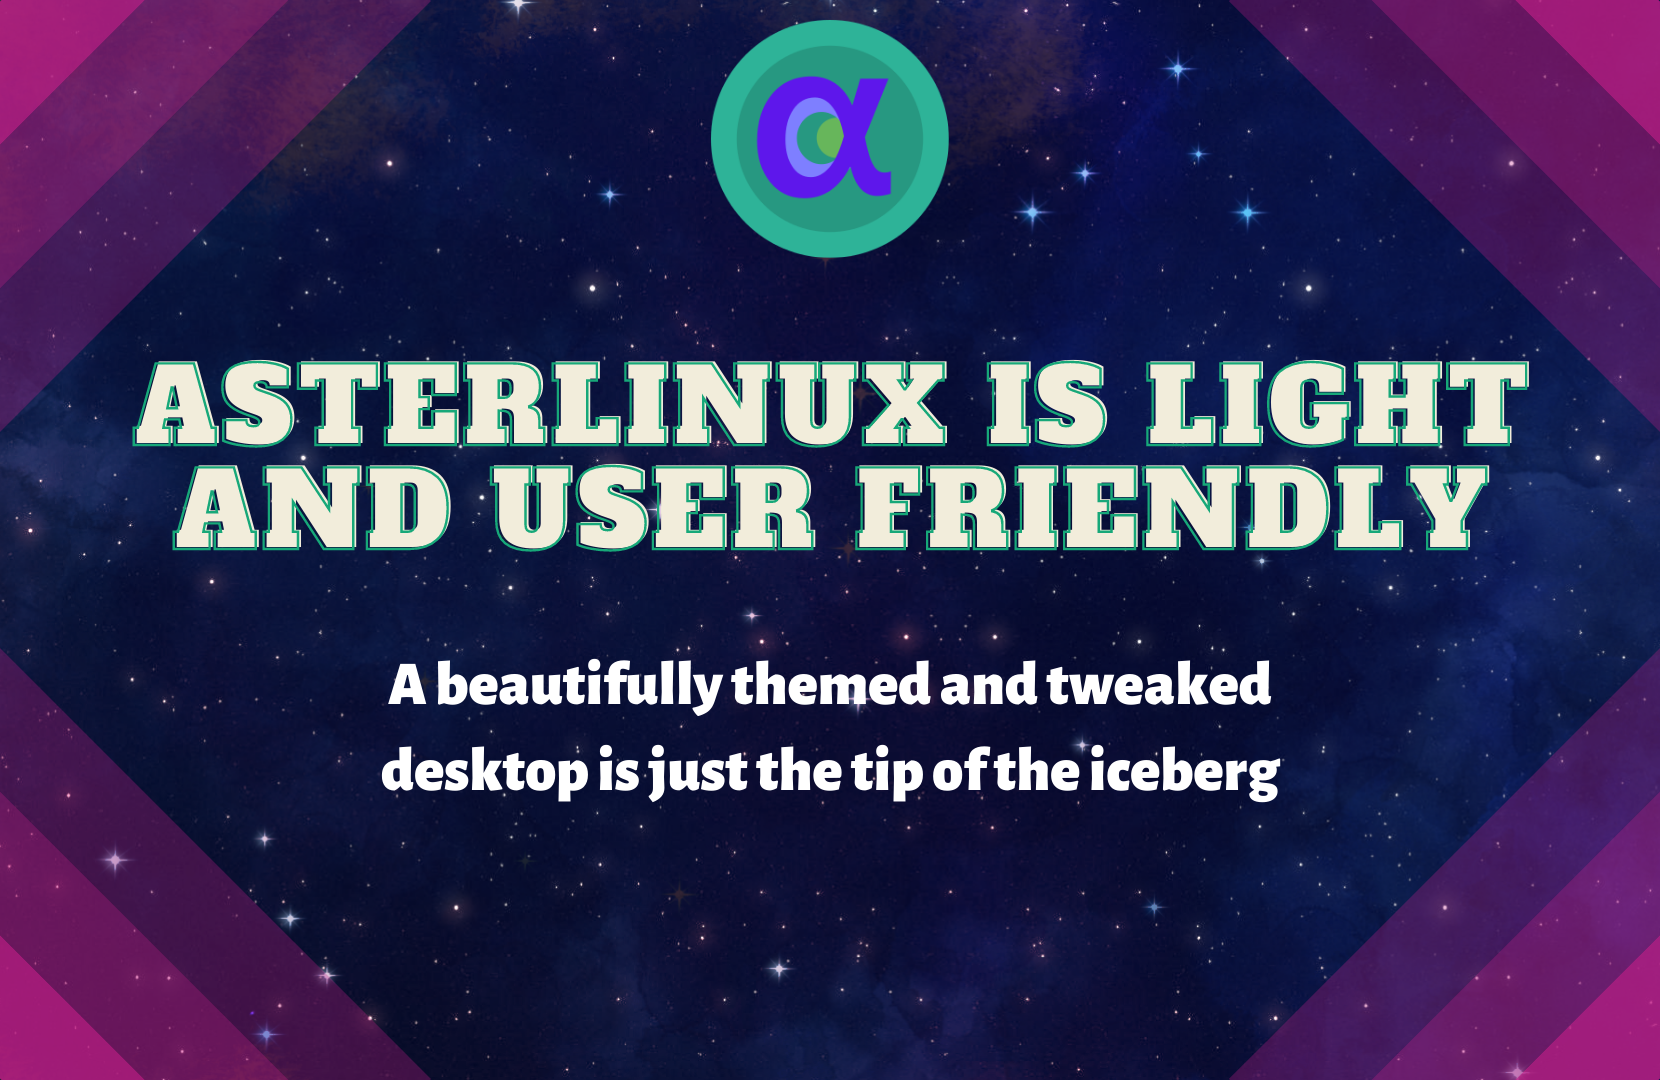 α
ASTERLINUX IS LIGHT
AND USER FRIENDLY
A beautifully themed and tweaked
desktop is just the tip of the iceberg